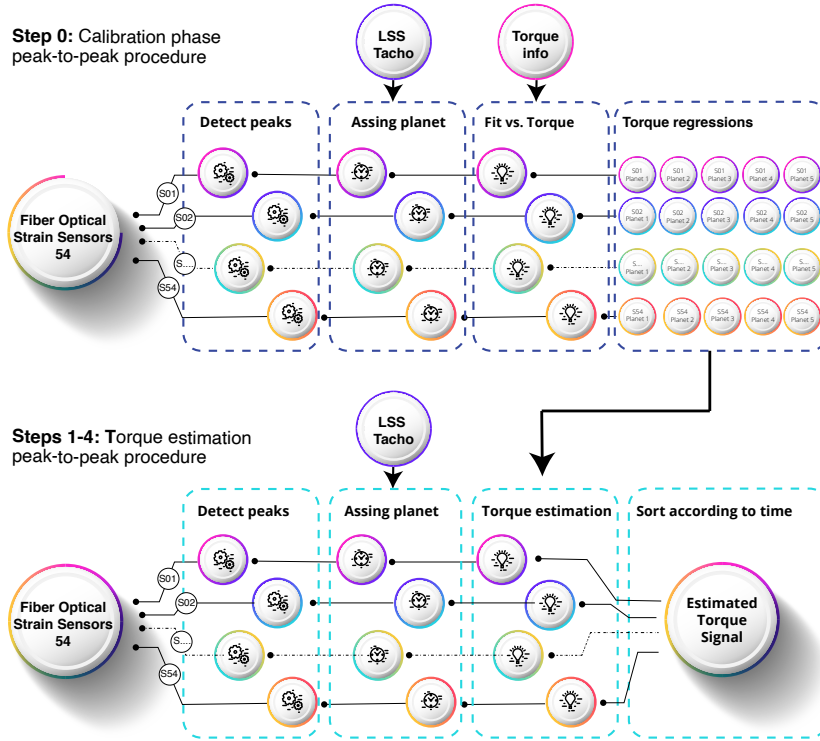 Step 0: Calibration phase
peak-to-peak procedure
LSS
Tacho
Torque
info
Detect peaks
Assing planet
Fit vs. Torque
Torque regressions
Fiber Optical
Strain Sensors
54
S01
S02
S....
S54
S01
Planet 1
S01
Planet 2
S01
Planet 3
S01
Planet 4
S01
Planet 5
S02
Planet 1
S02
Planet 2
S02
Planet 3
S02
Planet 4
S02
Planet 5
S...
Planet 1
S...
Planet 2
S...
Planet 3
S...
Planet 4
S...
Planet 5
S54
Planet 1
S54
Planet 2
S54
Planet 3
S54
Planet 4
S54
Planet 5
Steps 1-4: Torque estimation
peak-to-peak procedure
LSS
Tacho
Detect peaks
Assing planet
Torque estimation
Sort according to time
Fiber Optical
Strain Sensors
54
S01
S02
S....
S54
Estimated
Torque
Signal